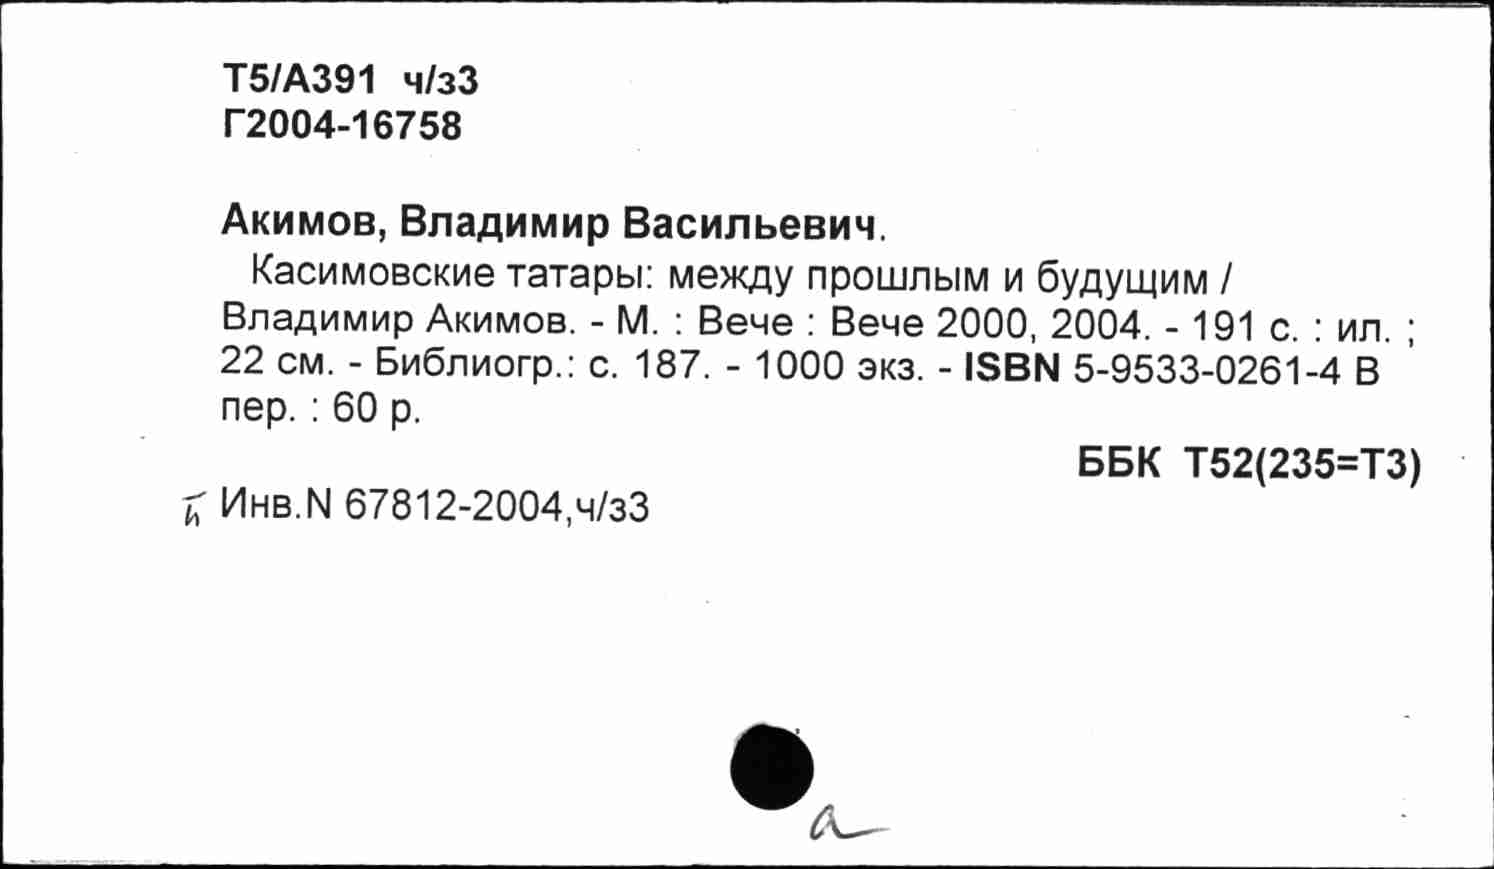 Т5/А391 ч/з3
Г2004-16758
Акимов, Владимир Васильевич.
Касимовские татары: между прошлым и будущим /
Владимир Акимов. - М. : Вече : Вече 2000, 2004. - 191 с. : ил. ;
22 см. - Библиогр.: с. 187. - 1000 экз. - ISBN 5-9533-0261-4 В
пер. : 60 р.
ББК Т52(235=Т3)
Инв.N 67812-2004,ч/з3
а